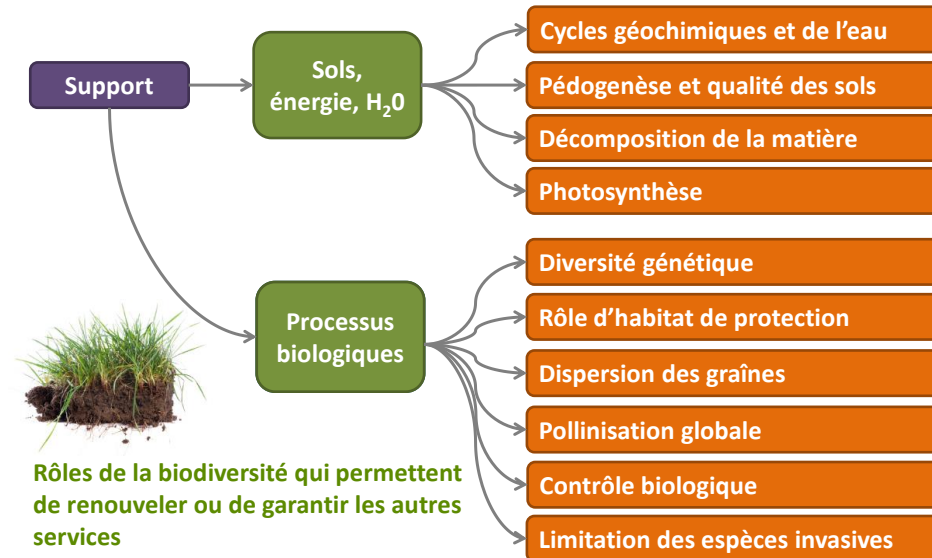 Support
Sols,
énergie, H₂0
Cycles géochimiques et de l’eau
Pédogenèse et qualité des sols
Décomposition de la matière
Photosynthèse
Processus
biologiques
Diversité génétique
Rôle d’habitat de protection
Dispersion des graînes
Pollinisation globale
Contrôle biologique
Limitation des espèces invasives
Rôles de la biodiversité qui permettent
de renouveler ou de garantir les autres
services